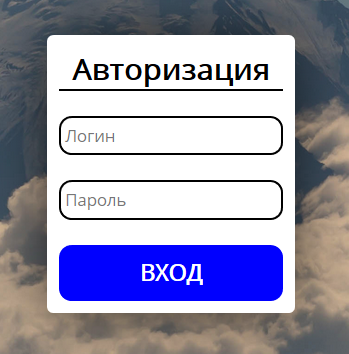 Авторизация
Логин
Пароль
ВХОД